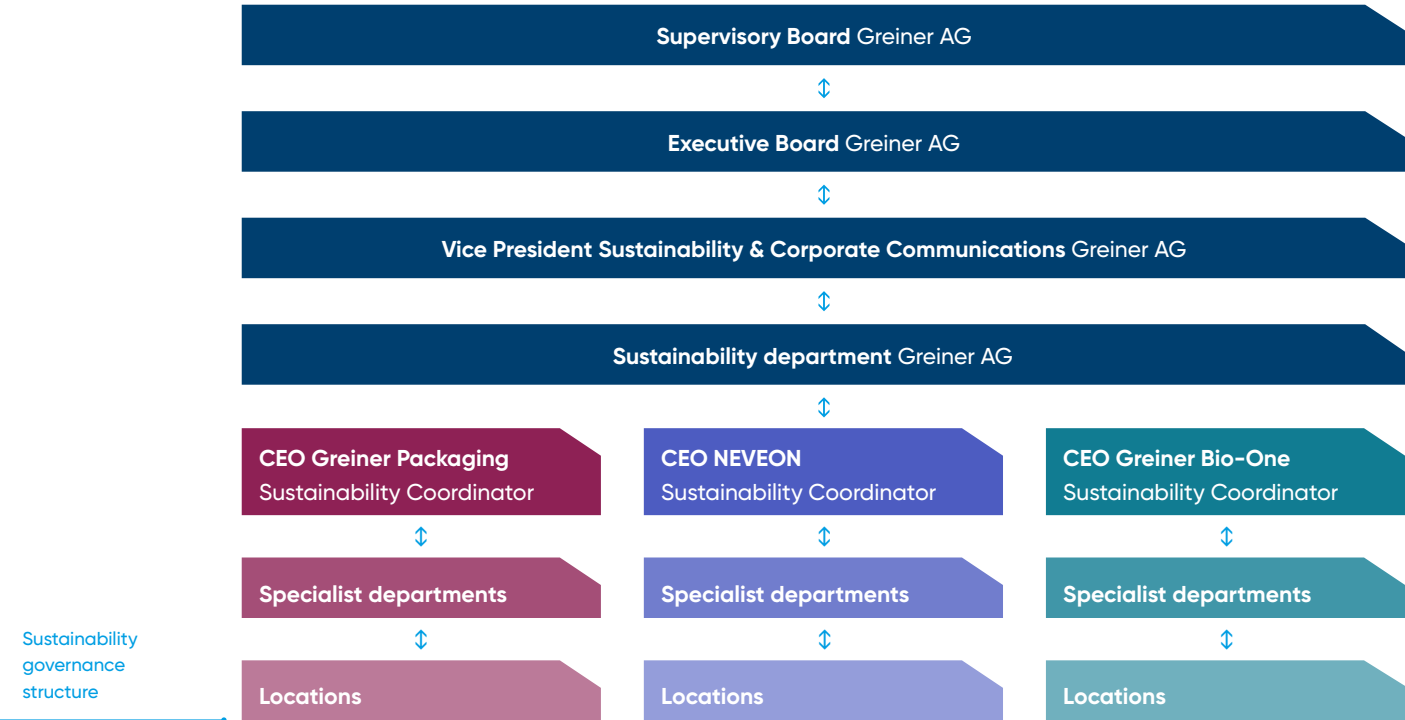 Supervisory Board Greiner AG
Executive Board Greiner AG
Vice President Sustainability & Corporate Communications Greiner AG
Sustainability department Greiner AG
CEO Greiner Packaging
Sustainability Coordinator
CEO NEVEON
Sustainability Coordinator
CEO Greiner Bio-One
Sustainability Coordinator
Specialist departments
Specialist departments
Specialist departments
Sustainability
governance
structure
Locations
Locations
Locations